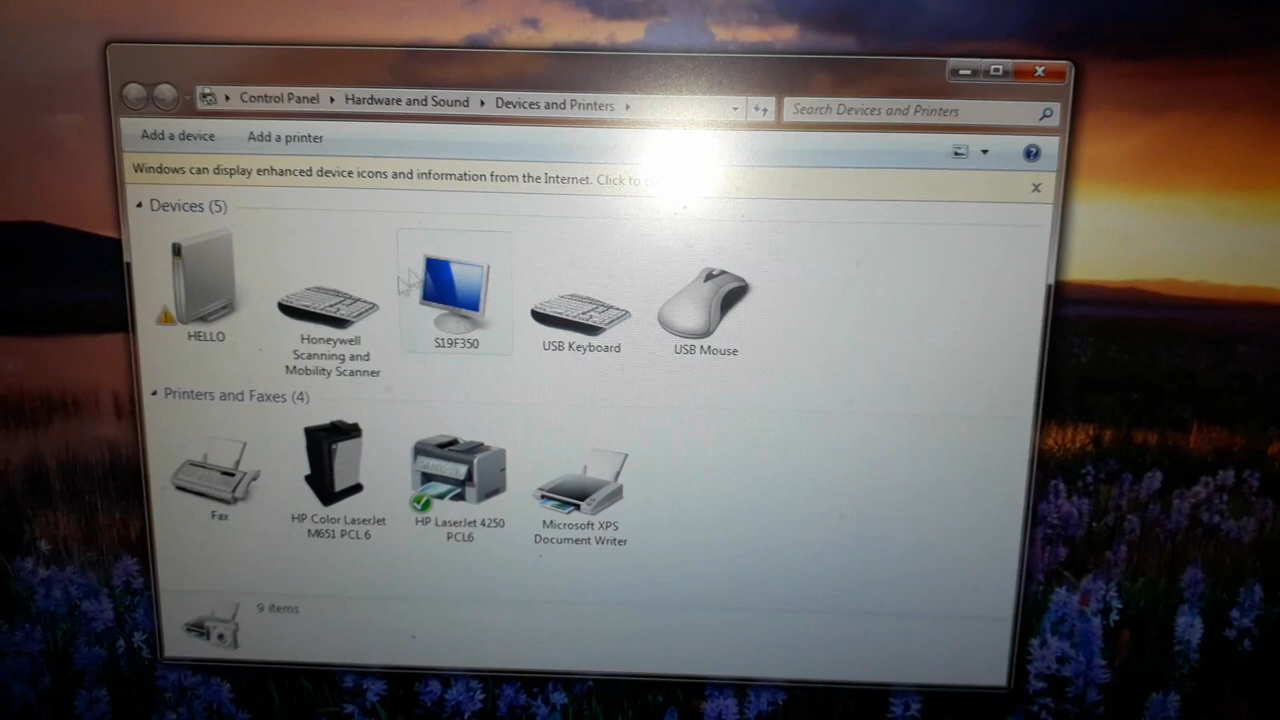 Control Panel Hardware and Sound Devices and Printers
Search Devices and Printers
Add a device Add a printer
Windows can display enhanced device icons and information from the Internet. Click to
Devices (5)
HELLO
Honeywell
Scanning and
Mobility Scanner
S19F350
USB Keyboard
USB Mouse
Printers and Faxes (4)
Fax
HP Color LaserJet
M651 PCL 6
HP LaserJet 4250
PCL6
Microsoft XPS
Document Writer
9 items